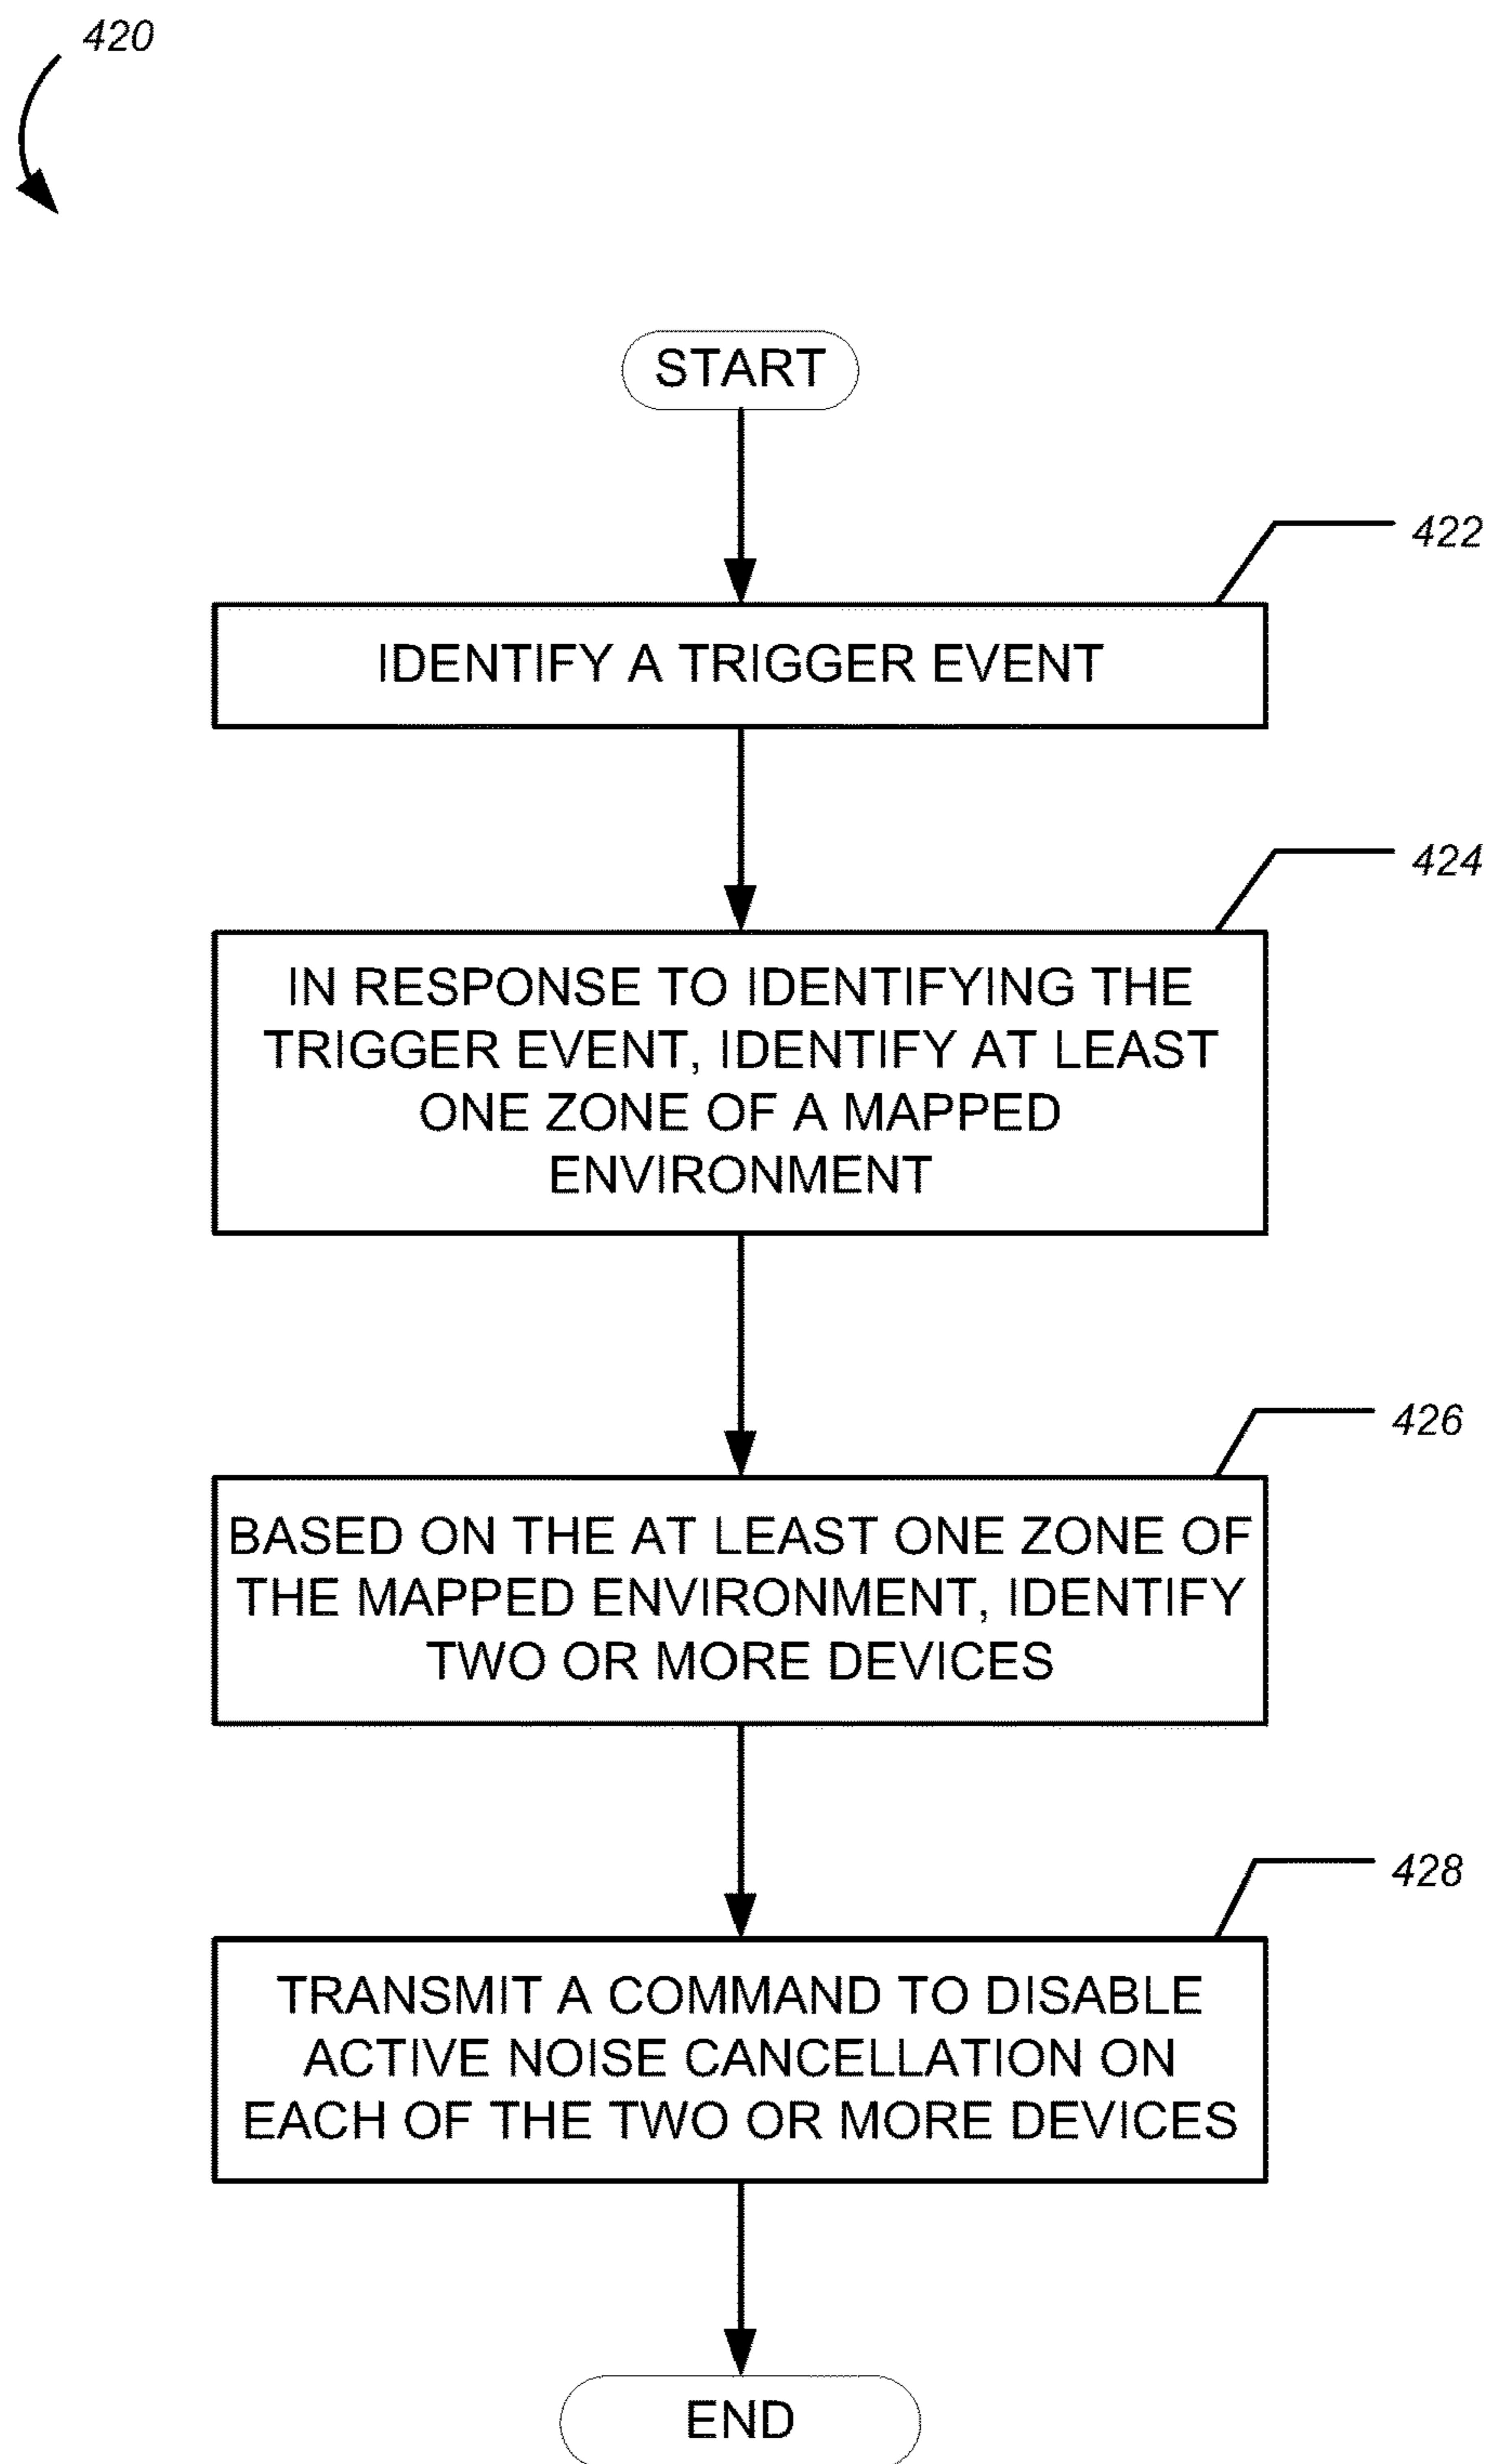 420
START
422
IDENTIFY A TRIGGER EVENT
424
IN RESPONSE TO IDENTIFYING THE
TRIGGER EVENT, IDENTIFY AT LEAST
ONE ZONE OF A MAPPED
ENVIRONMENT
426
BASED ON THE AT LEAST ONE ZONE OF
THE MAPPED ENVIRONMENT, IDENTIFY
TWO OR MORE DEVICES
428
TRANSMIT A COMMAND TO DISABLE
ACTIVE NOISE CANCELLATION ON
EACH OF THE TWO OR MORE DEVICES
END